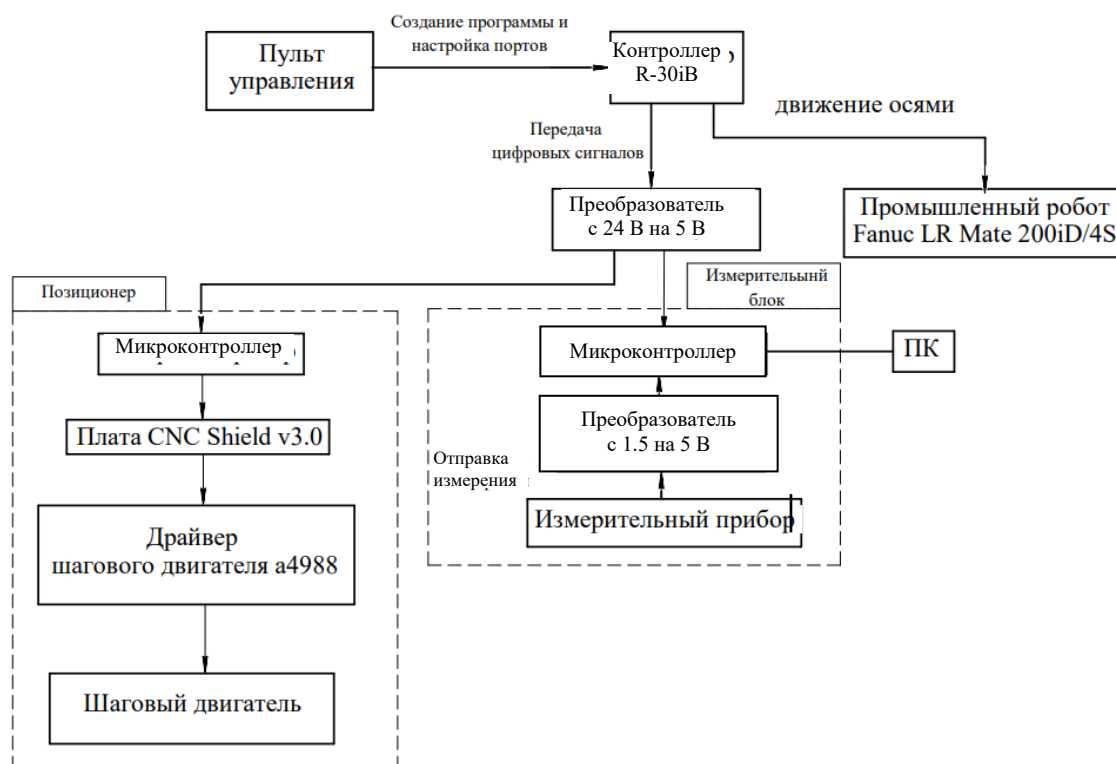 Создание программы и
настройка портов
Пульт
управления
Контроллер
R-30iB
движение осями
Передача
цифровых сигналов
Преобразователь
с 24 В на 5 В
Промышленный робот
Fanuc LR Mate 200iD/4S
Позиционер
Измерительынй
блок
Микроконтроллер
Микроконтроллер
ПК
Плата CNC Shield v3.0
Преобразователь
с 1.5 на 5 В
Отправка
измерения
Измерительный прибор
Драйвер
шагового двигателя a4988
Шаговый двигатель